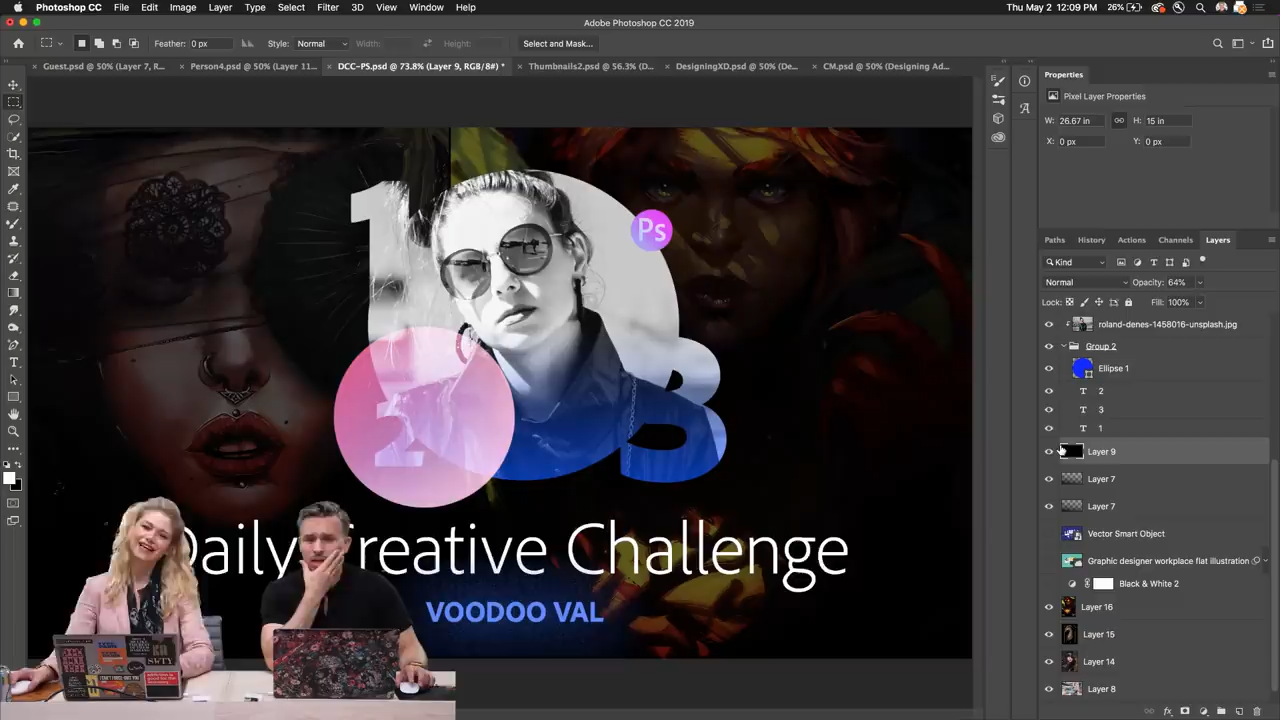 Photoshop CC File Edit Image Layer Type Select Filter 3D View Window Help Thu May 2 12:09 PM 26%
Adobe Photoshop CC 2019
Feather: 0 px Style: Normal Width: Height: Select and Mask...
Guest.psd @ 50% (Layer 7, R... Person4.psd @ 50% (Layer 11... DCC-PS.psd @ 73.8% (Layer 9, RGB/8#) * Thumbnails2.psd @ 56.3% (D... DesigningXD.psd @ 50% (De... CM.psd @ 50% (Designing Ad...
Properties
Pixel Layer Properties
W: 26.67 in H: 15 in
X: 0 px Y: 0 px
1
Ps
3
2
Daily Creative Challenge
VOODOO VAL
SWTY
Paths History Actions Channels Layers
Kind
Normal Opacity: 64%
Lock: Fill: 100%
roland-denes-1458016-unsplash.jpg
Group 2
Ellipse 1
T 2
T 3
T 1
Layer 9
Layer 7
Layer 7
Vector Smart Object
Graphic designer workplace flat illustration
Black & White 2
Layer 16
Layer 15
Layer 14
Layer 8